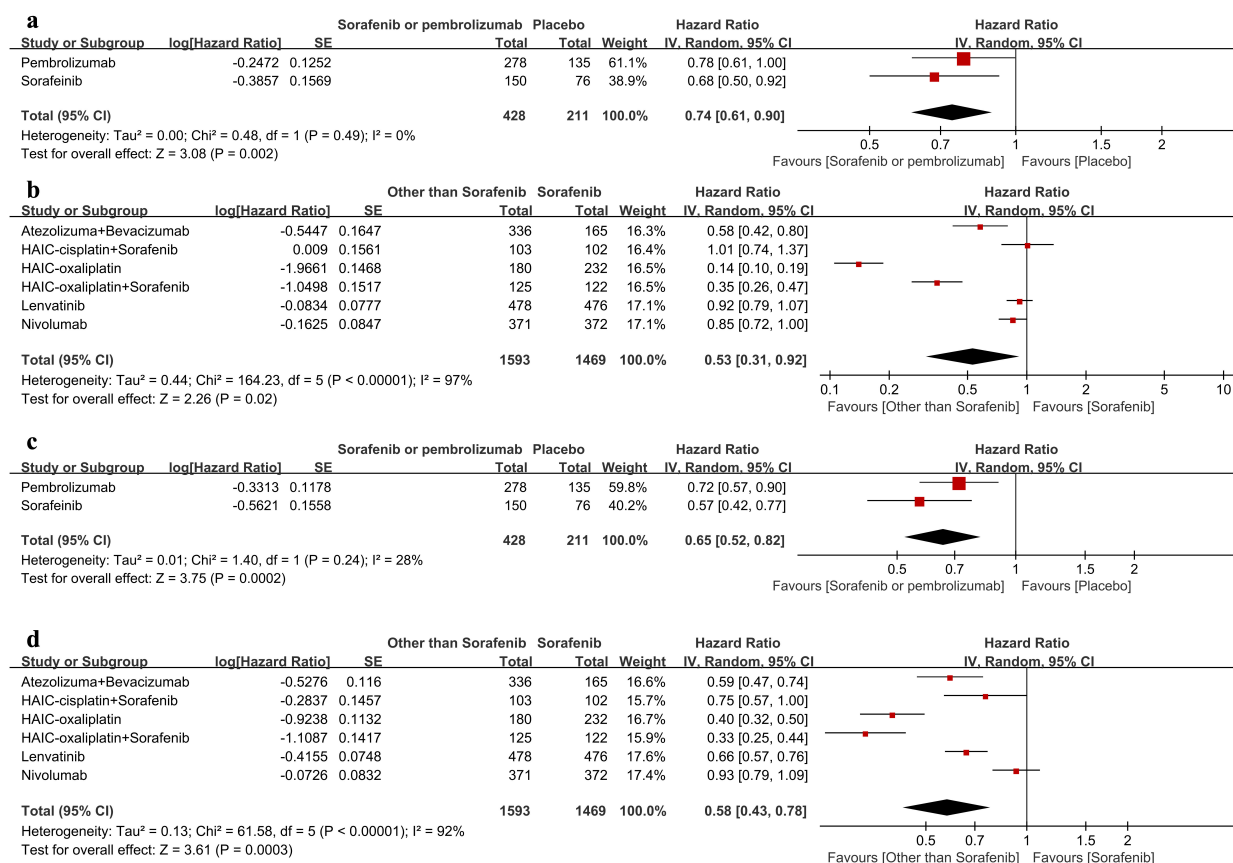 a
Sorafenib or pembrolizumab Placebo Hazard Ratio Hazard Ratio
Study or Subgroup log[Hazard Ratio] SE Total Total Weight IV, Random, 95% CI IV, Random, 95% CI
Pembrolizumab -0.2472 0.1252 278 135 61.1% 0.78 [0.61, 1.00]
Sorafeinib -0.3857 0.1569 150 76 38.9% 0.68 [0.50, 0.92]
Total (95% CI) 428 211 100.0% 0.74 [0.61, 0.90]
Heterogeneity: Tau² = 0.00; Chi² = 0.48, df = 1 (P = 0.49); I² = 0%
Test for overall effect: Z = 3.08 (P = 0.002)
0.5 0.7 1 1.5 2
Favours [Sorafenib or pembrolizumab] Favours [Placebo]
b
Other than Sorafenib Sorafenib Hazard Ratio Hazard Ratio
Study or Subgroup log[Hazard Ratio] SE Total Total Weight IV, Random, 95% CI IV, Random, 95% CI
Atezolizuma+Bevacizumab -0.5447 0.1647 336 165 16.3% 0.58 [0.42, 0.80]
HAIC-cisplatin+Sorafenib 0.009 0.1561 103 102 16.4% 1.01 [0.74, 1.37]
HAIC-oxaliplatin -1.9661 0.1468 180 232 16.5% 0.14 [0.10, 0.19]
HAIC-oxaliplatin+Sorafenib -1.0498 0.1517 125 122 16.5% 0.35 [0.26, 0.47]
Lenvatinib -0.0834 0.0777 478 476 17.1% 0.92 [0.79, 1.07]
Nivolumab -0.1625 0.0847 371 372 17.1% 0.85 [0.72, 1.00]
Total (95% CI) 1593 1469 100.0% 0.53 [0.31, 0.92]
Heterogeneity: Tau² = 0.44; Chi² = 164.23, df = 5 (P < 0.00001); I² = 97%
Test for overall effect: Z = 2.26 (P = 0.02)
0.1 0.2 0.5 1 2 5 10
Favours [Other than Sorafenib] Favours [Sorafenib]
c
Sorafenib or pembrolizumab Placebo Hazard Ratio Hazard Ratio
Study or Subgroup log[Hazard Ratio] SE Total Total Weight IV, Random, 95% CI IV, Random, 95% CI
Pembrolizumab -0.3313 0.1178 278 135 59.8% 0.72 [0.57, 0.90]
Sorafeinib -0.5621 0.1558 150 76 40.2% 0.57 [0.42, 0.77]
Total (95% CI) 428 211 100.0% 0.65 [0.52, 0.82]
Heterogeneity: Tau² = 0.01; Chi² = 1.40, df = 1 (P = 0.24); I² = 28%
Test for overall effect: Z = 3.75 (P = 0.0002)
0.5 0.7 1 1.5 2
Favours [Sorafenib or pembrolizumab] Favours [Placebo]
d
Other than Sorafenib Sorafenib Hazard Ratio Hazard Ratio
Study or Subgroup log[Hazard Ratio] SE Total Total Weight IV, Random, 95% CI IV, Random, 95% CI
Atezolizuma+Bevacizumab -0.5276 0.116 336 165 16.6% 0.59 [0.47, 0.74]
HAIC-cisplatin+Sorafenib -0.2837 0.1457 103 102 15.7% 0.75 [0.57, 1.00]
HAIC-oxaliplatin -0.9238 0.1132 180 232 16.7% 0.40 [0.32, 0.50]
HAIC-oxaliplatin+Sorafenib -1.1087 0.1417 125 122 15.9% 0.33 [0.25, 0.44]
Lenvatinib -0.4155 0.0748 478 476 17.6% 0.66 [0.57, 0.76]
Nivolumab -0.0726 0.0832 371 372 17.4% 0.93 [0.79, 1.09]
Total (95% CI) 1593 1469 100.0% 0.58 [0.43, 0.78]
Heterogeneity: Tau² = 0.13; Chi² = 61.58, df = 5 (P < 0.00001); I² = 92%
Test for overall effect: Z = 3.61 (P = 0.0003)
0.5 0.7 1 1.5 2
Favours [Other than Sorafenib] Favours [Sorafenib]